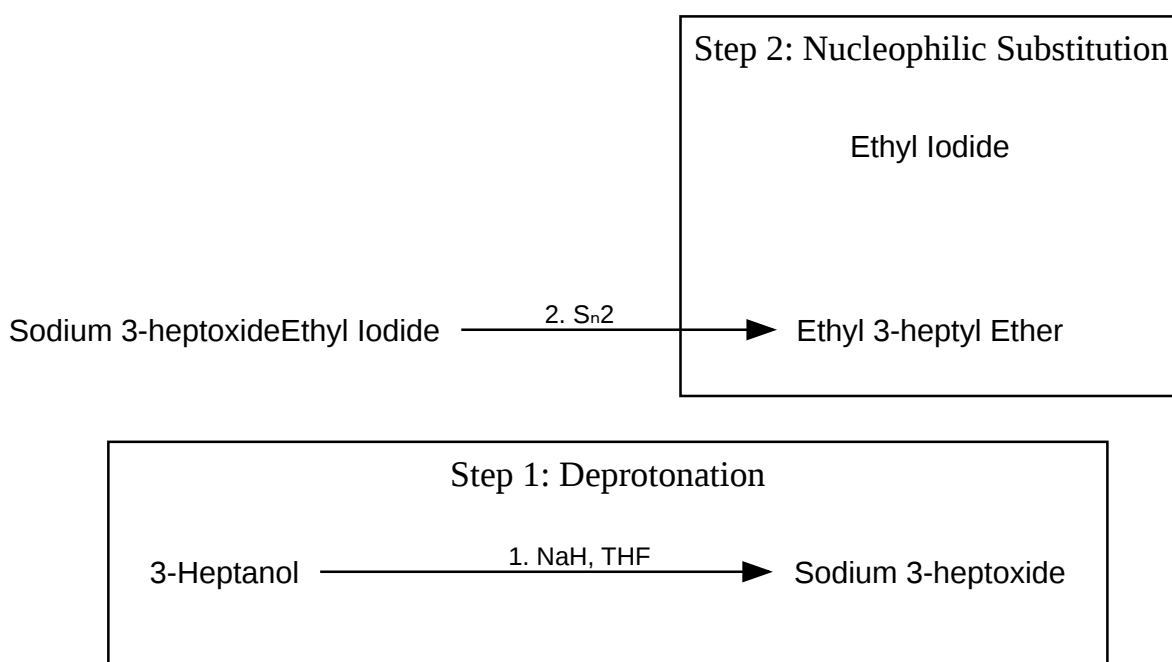 Step 2: Nucleophilic Substitution
Ethyl Iodide
Sodium 3-heptoxideEthyl Iodide
2. Sₙ2
Ethyl 3-heptyl Ether
Step 1: Deprotonation
3-Heptanol
1. NaH, THF
Sodium 3-heptoxide